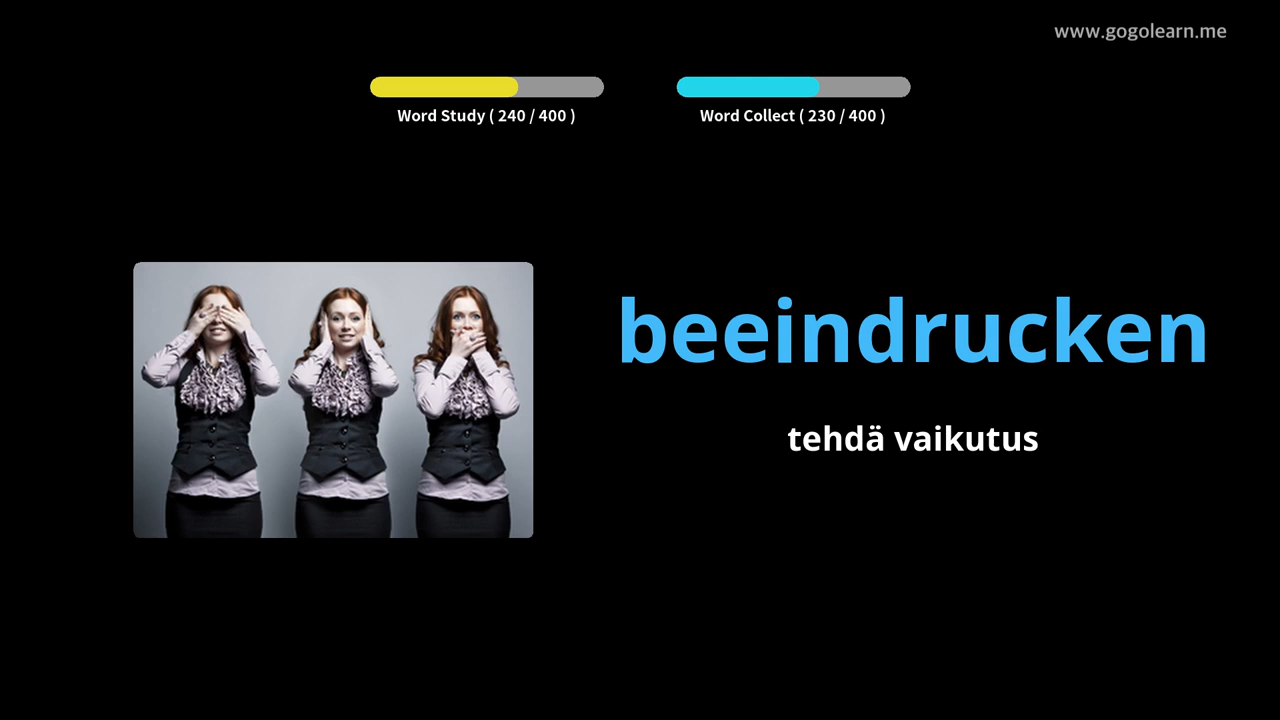 www.gogolearn.me
Word Study ( 240 / 400 )
Word Collect ( 230 / 400 )
beeindrucken
tehdä vaikutus